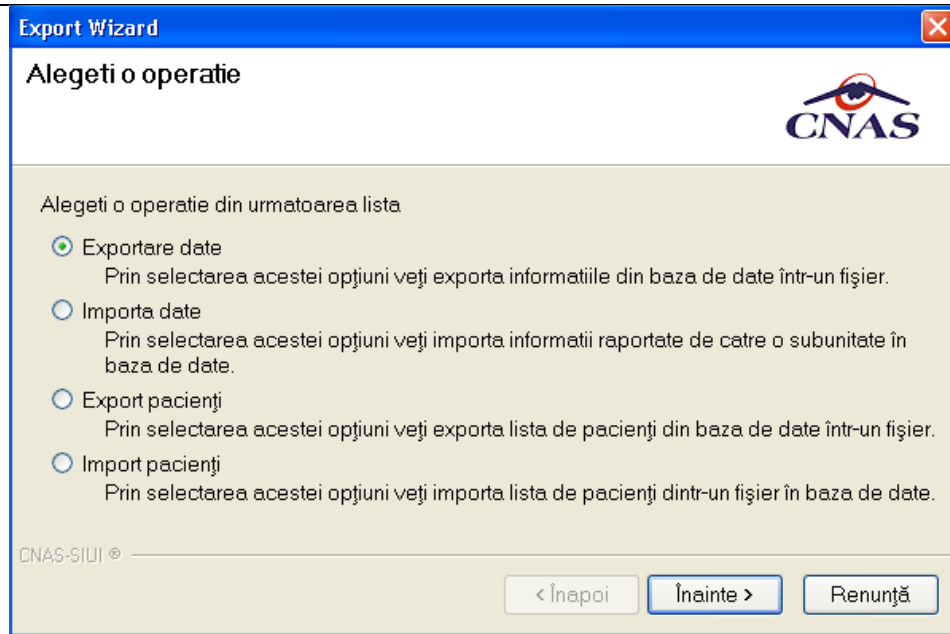 Export Wizard
Alegeti o operatie
CNAS
Alegeti o operatie din urmatoarea lista
Exportare date
Prin selectarea acestei opţiuni veţi exporta informatiile din baza de date într-un fişier.
Importa date
Prin selectarea acestei opţiuni veţi importa informatii raportate de catre o subunitate în
baza de date.
Export pacienţi
Prin selectarea acestei opţiuni veţi exporta lista de pacienţi din baza de date într-un fişier.
Import pacienţi
Prin selectarea acestei opţiuni veţi importa lista de pacienţi dintr-un fişier în baza de date.
CNAS-SIUI ®
< Înapoi
Înainte >
Renunţă